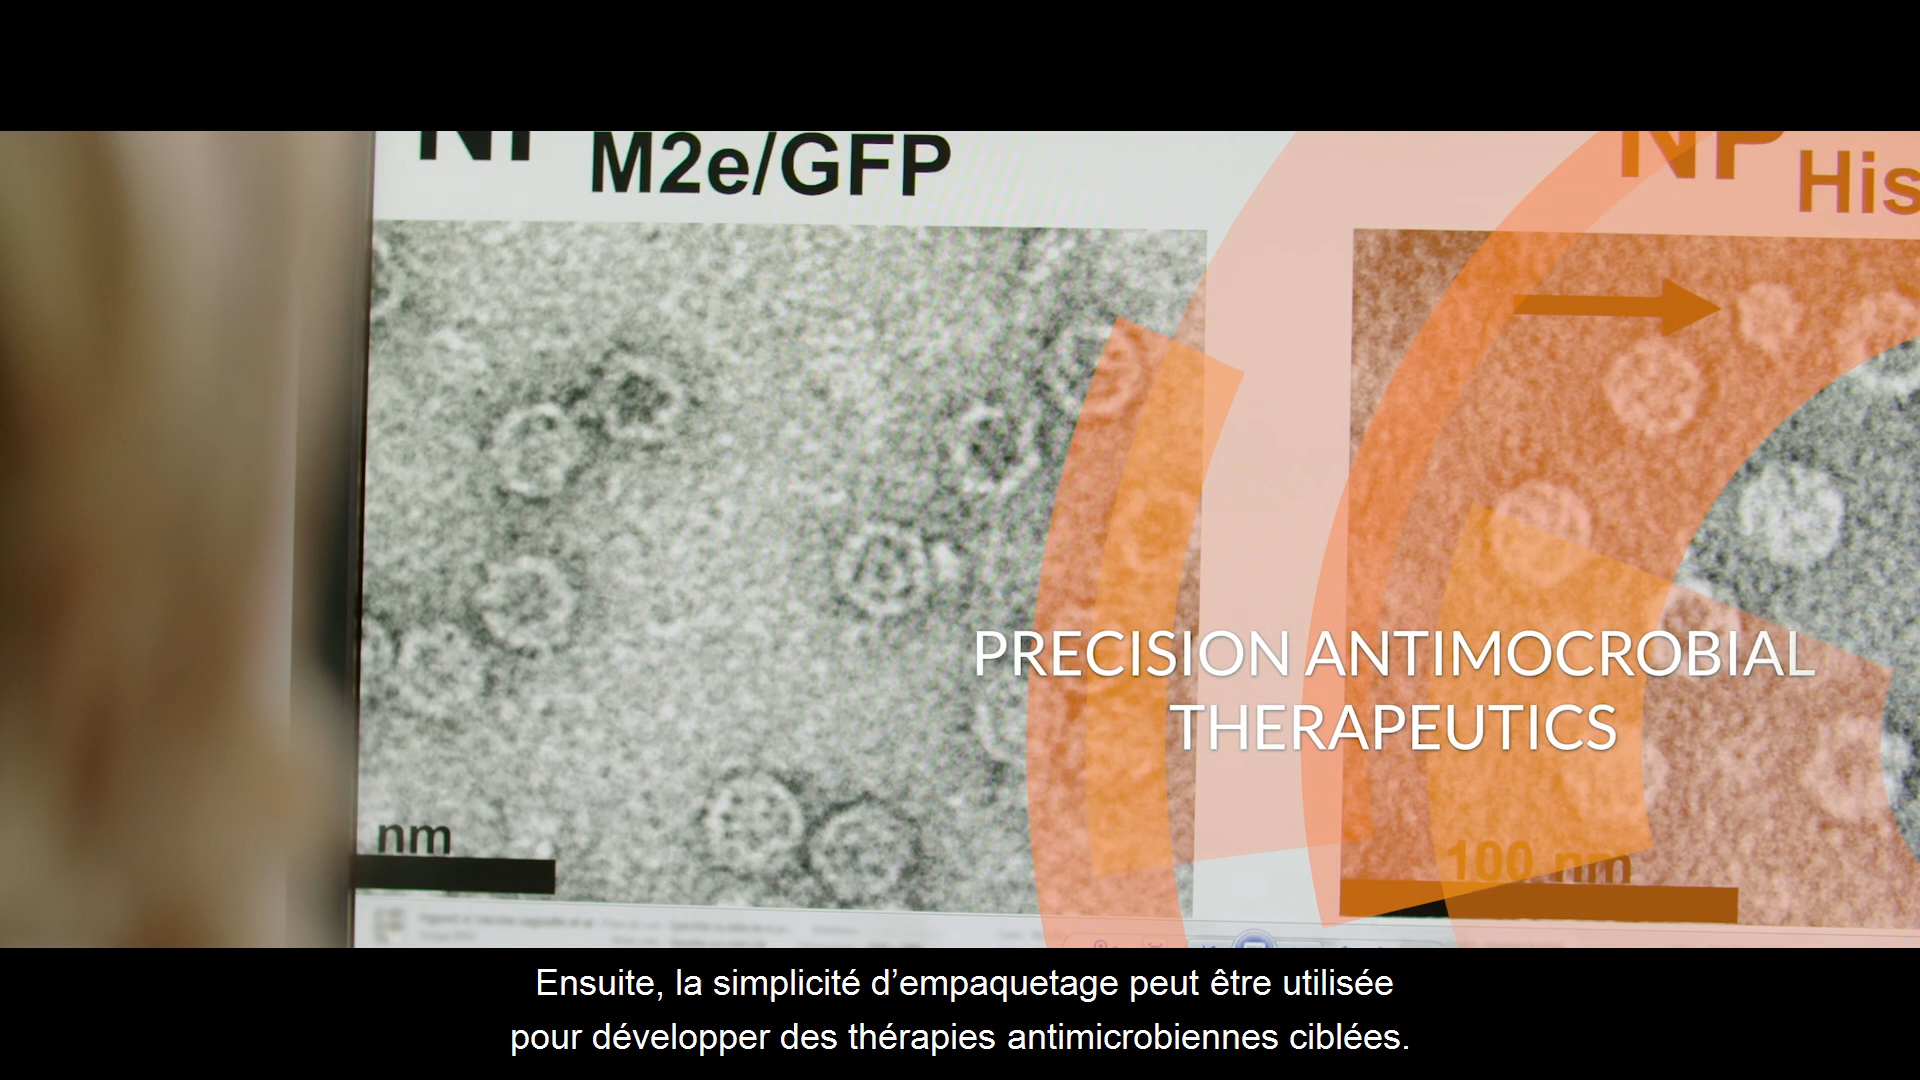 NP
M2e/GFP
NP
His
PRECISION ANTIMOCROBIAL
THERAPEUTICS
nm
100 nm
Ensuite, la simplicité d’empaquetage peut être utilisée
pour développer des thérapies antimicrobiennes ciblées.